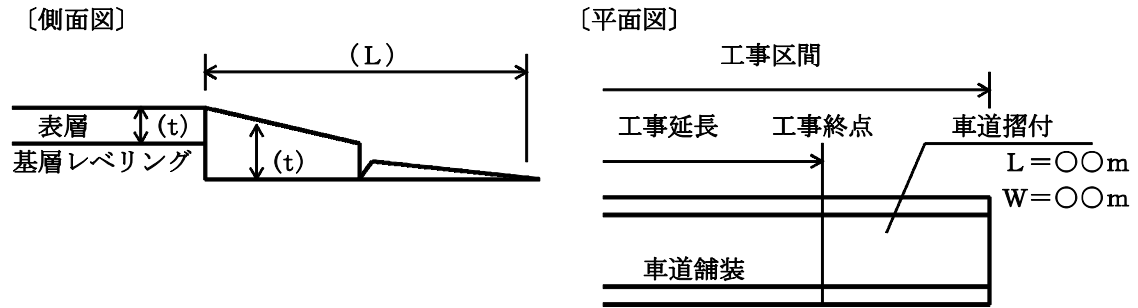 〔側面図〕
(L)
表層
(t)
基層レベリング
(t)
〔平面図〕
工事区間
工事延長
工事終点
車道摺付
L=○○m
W=○○m
車道舗装